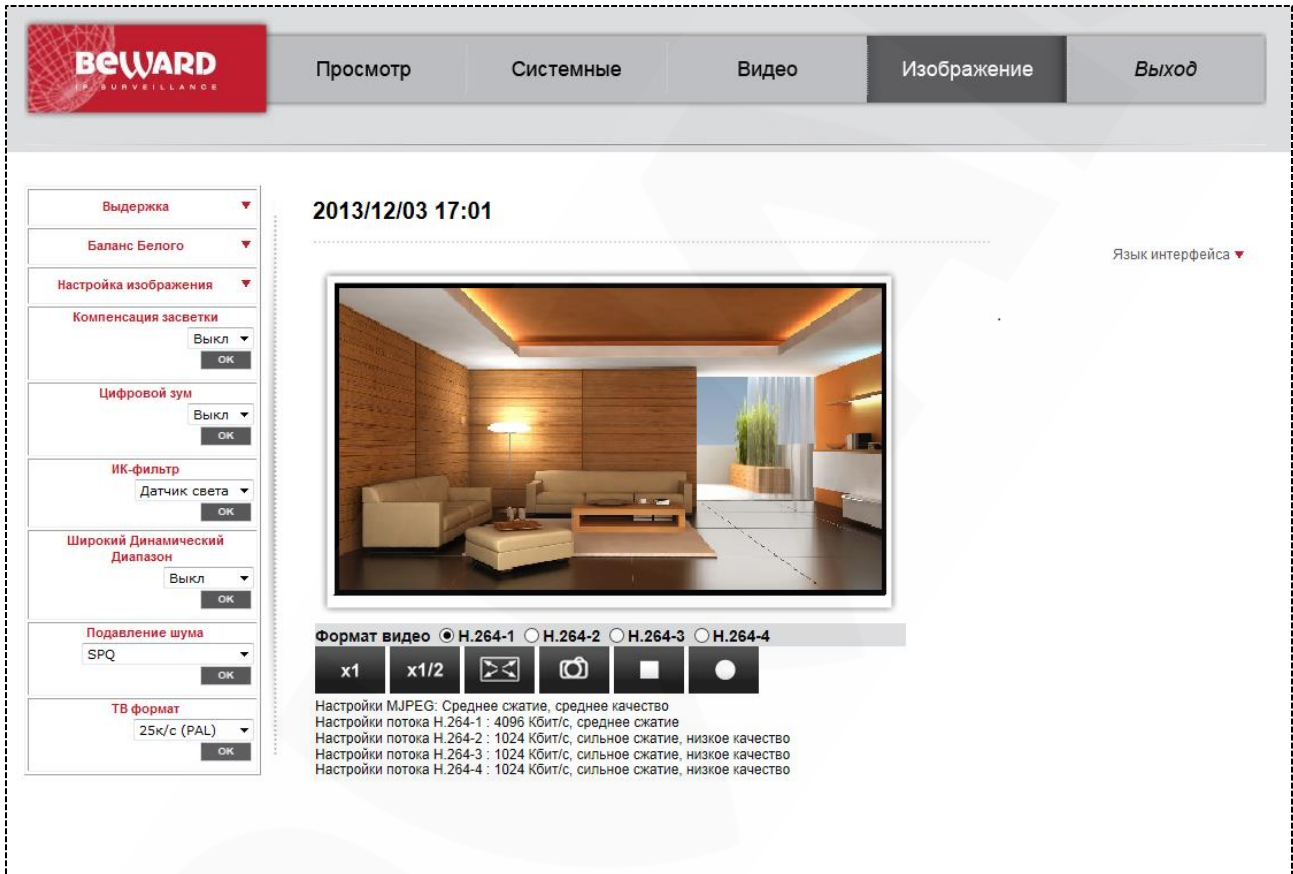 BEWARD
IP SURVEILLANCE
Просмотр
Системные
Видео
Изображение
Выход
Выдержка
Баланс Белого
Настройка изображения
Компенсация засветки
Выкл
OK
Цифровой зум
Выкл
OK
ИК-фильтр
Датчик света
OK
Широкий Динамический
Диапазон
Выкл
OK
Подавление шума
SPQ
OK
ТВ формат
25к/с (PAL)
OK
2013/12/03 17:01
Язык интерфейса
Формат видео H.264-1 H.264-2 H.264-3 H.264-4
x1 x1/2
Настройки MJPEG: Среднее сжатие, среднее качество
Настройки потока H.264-1 : 4096 Кбит/с, среднее сжатие
Настройки потока H.264-2 : 1024 Кбит/с, сильное сжатие, низкое качество
Настройки потока H.264-3 : 1024 Кбит/с, сильное сжатие, низкое качество
Настройки потока H.264-4 : 1024 Кбит/с, сильное сжатие, низкое качество